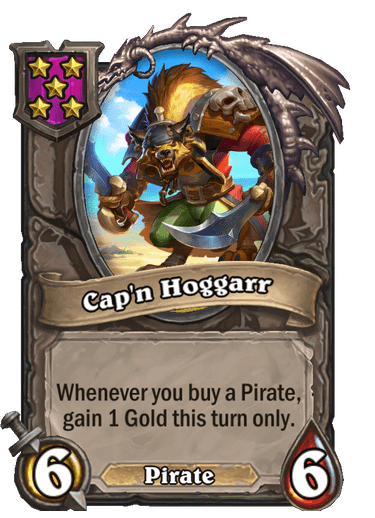 Cap'n Hoggarr
Whenever you buy a Pirate,
gain 1 Gold this turn only.
6
Pirate
6